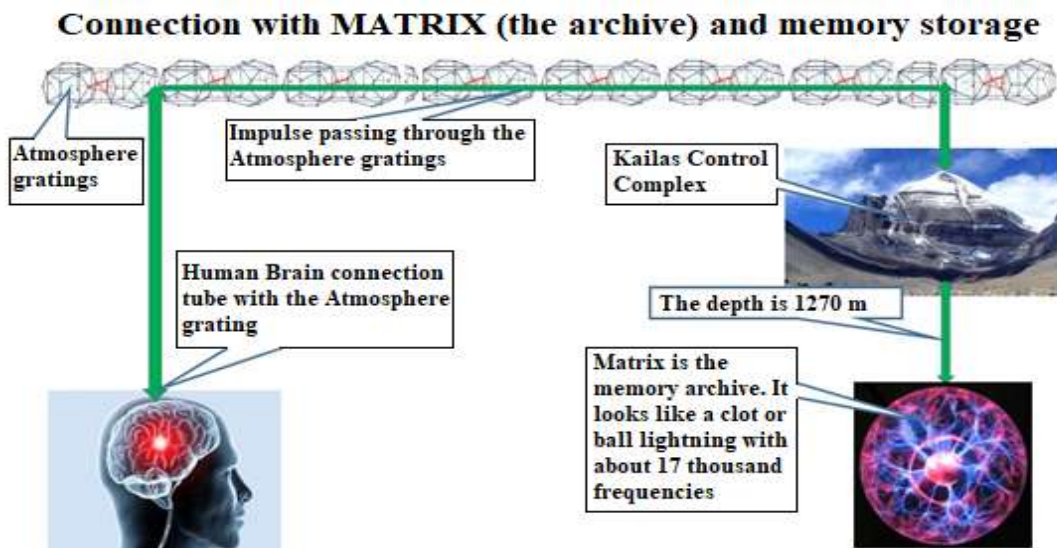 Connection with MATRIX (the archive) and memory storage
Atmosphere
gratings
Impulse passing through the
Atmosphere gratings
Kailas Control
Complex
Human Brain connection
tube with the Atmosphere
grating
The depth is 1270 m
Matrix is the
memory archive. It
looks like a clot or
ball lightning with
about 17 thousand
frequencies